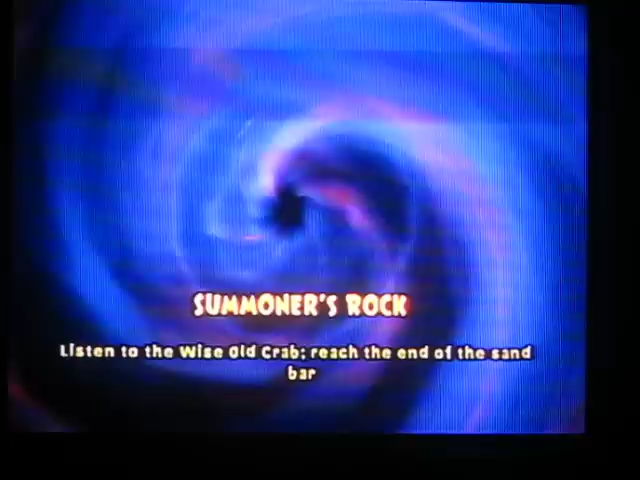 SUMMONER'S ROCK
Listen to the Wise Old Crab; reach the end of the sand
bar